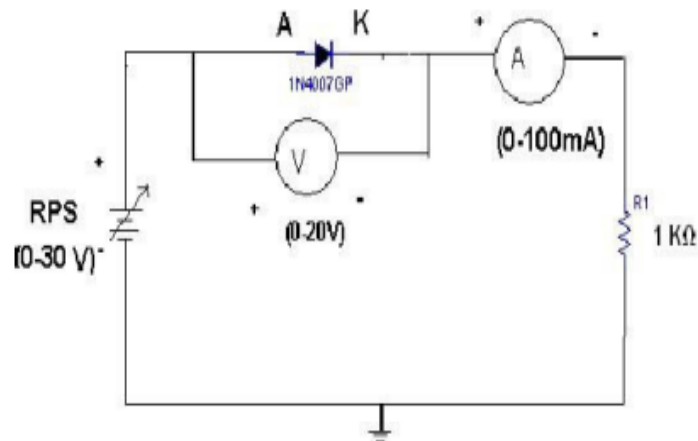 A K + -
1N4007GP
A
(0-100mA)
V
+ -
(0-20V)
+
RPS
(0-30 V)-
R1
1 KΩ